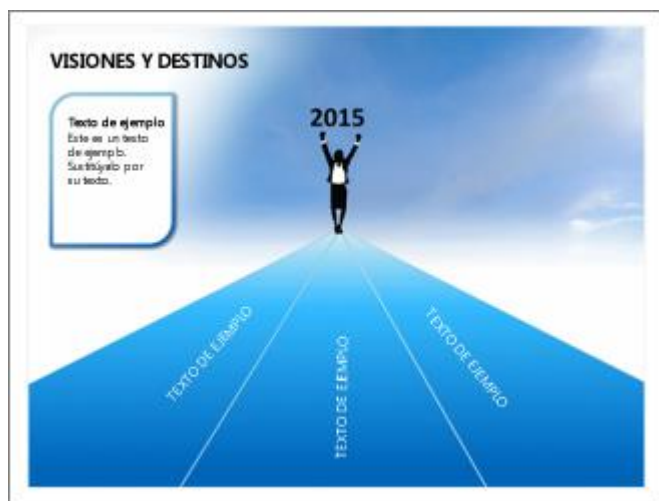 VISIONES Y DESTINOS
Texto de ejemplo
Este es un texto
de ejemplo.
Sustitúyalo por
su texto.
2015
TEXTO DE EJEMPLO
TEXTO DE EJEMPLO
TEXTO DE EJEMPLO